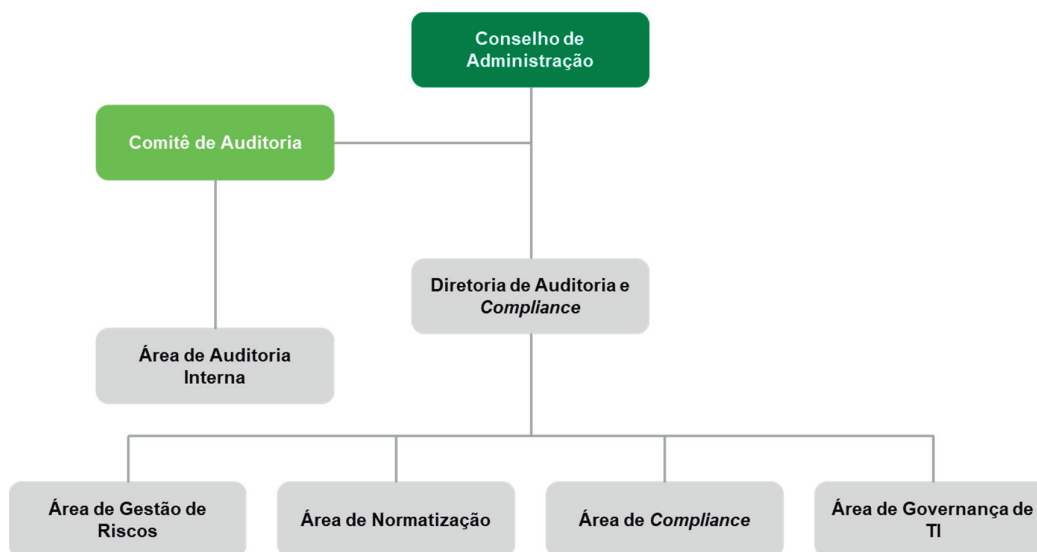 Conselho de
Administração
Comitê de Auditoria
Diretoria de Auditoria e
Compliance
Área de Auditoria
Interna
Área de Gestão de
Riscos
Área de Normatização
Área de Compliance
Área de Governança de
TI